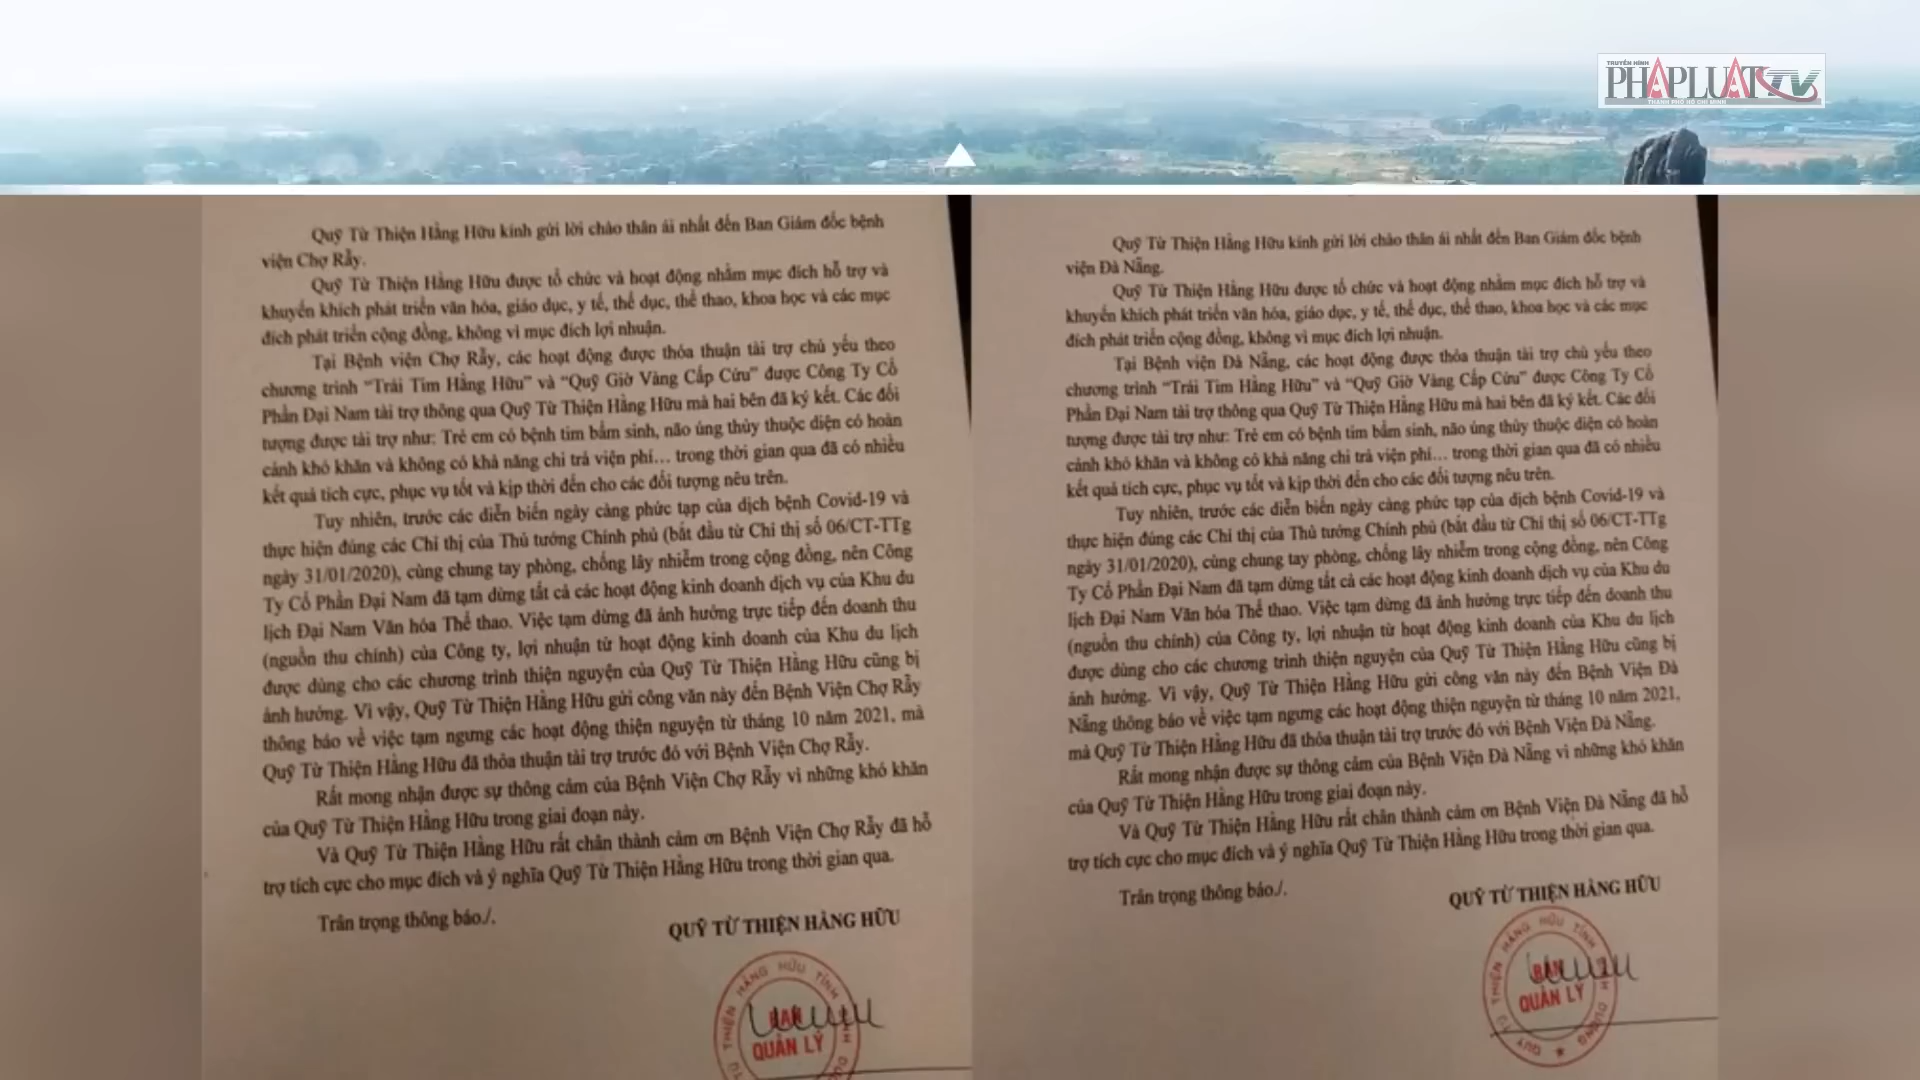 TRUYỀN HÌNH
PHÁPLUẬTTV
THÀNH PHỐ HỒ CHÍ MINH
Quỹ Từ Thiện Hằng Hữu kính gửi lời chào thân ái nhất đến Ban Giám đốc bệnh
viện Chợ Rẫy.
Quỹ Từ Thiện Hằng Hữu được tổ chức và hoạt động nhằm mục đích hỗ trợ và
khuyến khích phát triển văn hóa, giáo dục, y tế, thể dục, thể thao, khoa học và các mục
đích phát triển cộng đồng, không vì mục đích lợi nhuận.
Tại Bệnh viện Chợ Rẫy, các hoạt động được thỏa thuận tài trợ chủ yếu theo
chương trình “Trái Tim Hằng Hữu” và “Quỹ Giờ Vàng Cấp Cứu” được Công Ty Cổ
Phần Đại Nam tài trợ thông qua Quỹ Từ Thiện Hằng Hữu mà hai bên đã ký kết. Các đối
tượng được tài trợ như: Trẻ em có bệnh tim bẩm sinh, não úng thủy thuộc diện có hoàn
cảnh khó khăn và không có khả năng chi trả viện phí… trong thời gian qua đã có nhiều
kết quả tích cực, phục vụ tốt và kịp thời đến cho các đối tượng nêu trên.
Tuy nhiên, trước các diễn biến ngày càng phức tạp của dịch bệnh Covid-19 và
thực hiện đúng các Chỉ thị của Thủ tướng Chính phủ (bắt đầu từ Chỉ thị số 06/CT-TTg
ngày 31/01/2020), cùng chung tay phòng, chống lây nhiễm trong cộng đồng, nên Công
Ty Cổ Phần Đại Nam đã tạm dừng tất cả các hoạt động kinh doanh dịch vụ của Khu du
lịch Đại Nam Văn hóa Thể thao. Việc tạm dừng đã ảnh hưởng trực tiếp đến doanh thu
(nguồn thu chính) của Công ty, lợi nhuận từ hoạt động kinh doanh của Khu du lịch
được dùng cho các chương trình thiện nguyện của Quỹ Từ Thiện Hằng Hữu cũng bị
ảnh hưởng. Vì vậy, Quỹ Từ Thiện Hằng Hữu gửi công văn này đến Bệnh Viện Chợ Rẫy
thông báo về việc tạm ngưng các hoạt động thiện nguyện từ tháng 10 năm 2021, mà
Quỹ Từ Thiện Hằng Hữu đã thỏa thuận tài trợ trước đó với Bệnh Viện Chợ Rẫy.
Rất mong nhận được sự thông cảm của Bệnh Viện Chợ Rẫy vì những khó khăn
của Quỹ Từ Thiện Hằng Hữu trong giai đoạn này.
Và Quỹ Từ Thiện Hằng Hữu rất chân thành cảm ơn Bệnh Viện Chợ Rẫy đã hỗ
trợ tích cực cho mục đích và ý nghĩa Quỹ Từ Thiện Hằng Hữu trong thời gian qua.
Trân trọng thông báo./.
QUỸ TỪ THIỆN HẰNG HỮU
TỪ THIỆN HẰNG HỮU TỈNH BÌNH
BAN
QUẢN LÝ
Quỹ Từ Thiện Hằng Hữu kính gửi lời chào thân ái nhất đến Ban Giám đốc bệnh
viện Đà Nẵng.
Quỹ Từ Thiện Hằng Hữu được tổ chức và hoạt động nhằm mục đích hỗ trợ và
khuyến khích phát triển văn hóa, giáo dục, y tế, thể dục, thể thao, khoa học và các mục
đích phát triển cộng đồng, không vì mục đích lợi nhuận.
Tại Bệnh viện Đà Nẵng, các hoạt động được thỏa thuận tài trợ chủ yếu theo
chương trình “Trái Tim Hằng Hữu” và “Quỹ Giờ Vàng Cấp Cứu” được Công Ty Cổ
Phần Đại Nam tài trợ thông qua Quỹ Từ Thiện Hằng Hữu mà hai bên đã ký kết. Các đối
tượng được tài trợ như: Trẻ em có bệnh tim bẩm sinh, não úng thủy thuộc diện có hoàn
cảnh khó khăn và không có khả năng chi trả viện phí… trong thời gian qua đã có nhiều
kết quả tích cực, phục vụ tốt và kịp thời đến cho các đối tượng nêu trên.
Tuy nhiên, trước các diễn biến ngày càng phức tạp của dịch bệnh Covid-19 và
thực hiện đúng các Chỉ thị của Thủ tướng Chính phủ (bắt đầu từ Chỉ thị số 06/CT-TTg
ngày 31/01/2020), cùng chung tay phòng, chống lây nhiễm trong cộng đồng, nên Công
Ty Cổ Phần Đại Nam đã tạm dừng tất cả các hoạt động kinh doanh dịch vụ của Khu du
lịch Đại Nam Văn hóa Thể thao. Việc tạm dừng đã ảnh hưởng trực tiếp đến doanh thu
(nguồn thu chính) của Công ty, lợi nhuận từ hoạt động kinh doanh của Khu du lịch
được dùng cho các chương trình thiện nguyện của Quỹ Từ Thiện Hằng Hữu cũng bị
ảnh hưởng. Vì vậy, Quỹ Từ Thiện Hằng Hữu gửi công văn này đến Bệnh Viện Đà
Nẵng thông báo về việc tạm ngưng các hoạt động thiện nguyện từ tháng 10 năm 2021,
mà Quỹ Từ Thiện Hằng Hữu đã thỏa thuận tài trợ trước đó với Bệnh Viện Đà Nẵng.
Rất mong nhận được sự thông cảm của Bệnh Viện Đà Nẵng vì những khó khăn
của Quỹ Từ Thiện Hằng Hữu trong giai đoạn này.
Và Quỹ Từ Thiện Hằng Hữu rất chân thành cảm ơn Bệnh Viện Đà Nẵng đã hỗ
trợ tích cực cho mục đích và ý nghĩa Quỹ Từ Thiện Hằng Hữu trong thời gian qua.
Trân trọng thông báo./.
QUỸ TỪ THIỆN HẰNG HỮU
QUỸ TỪ THIỆN HẰNG HỮU TỈNH BÌNH DƯƠNG
BAN
QUẢN LÝ